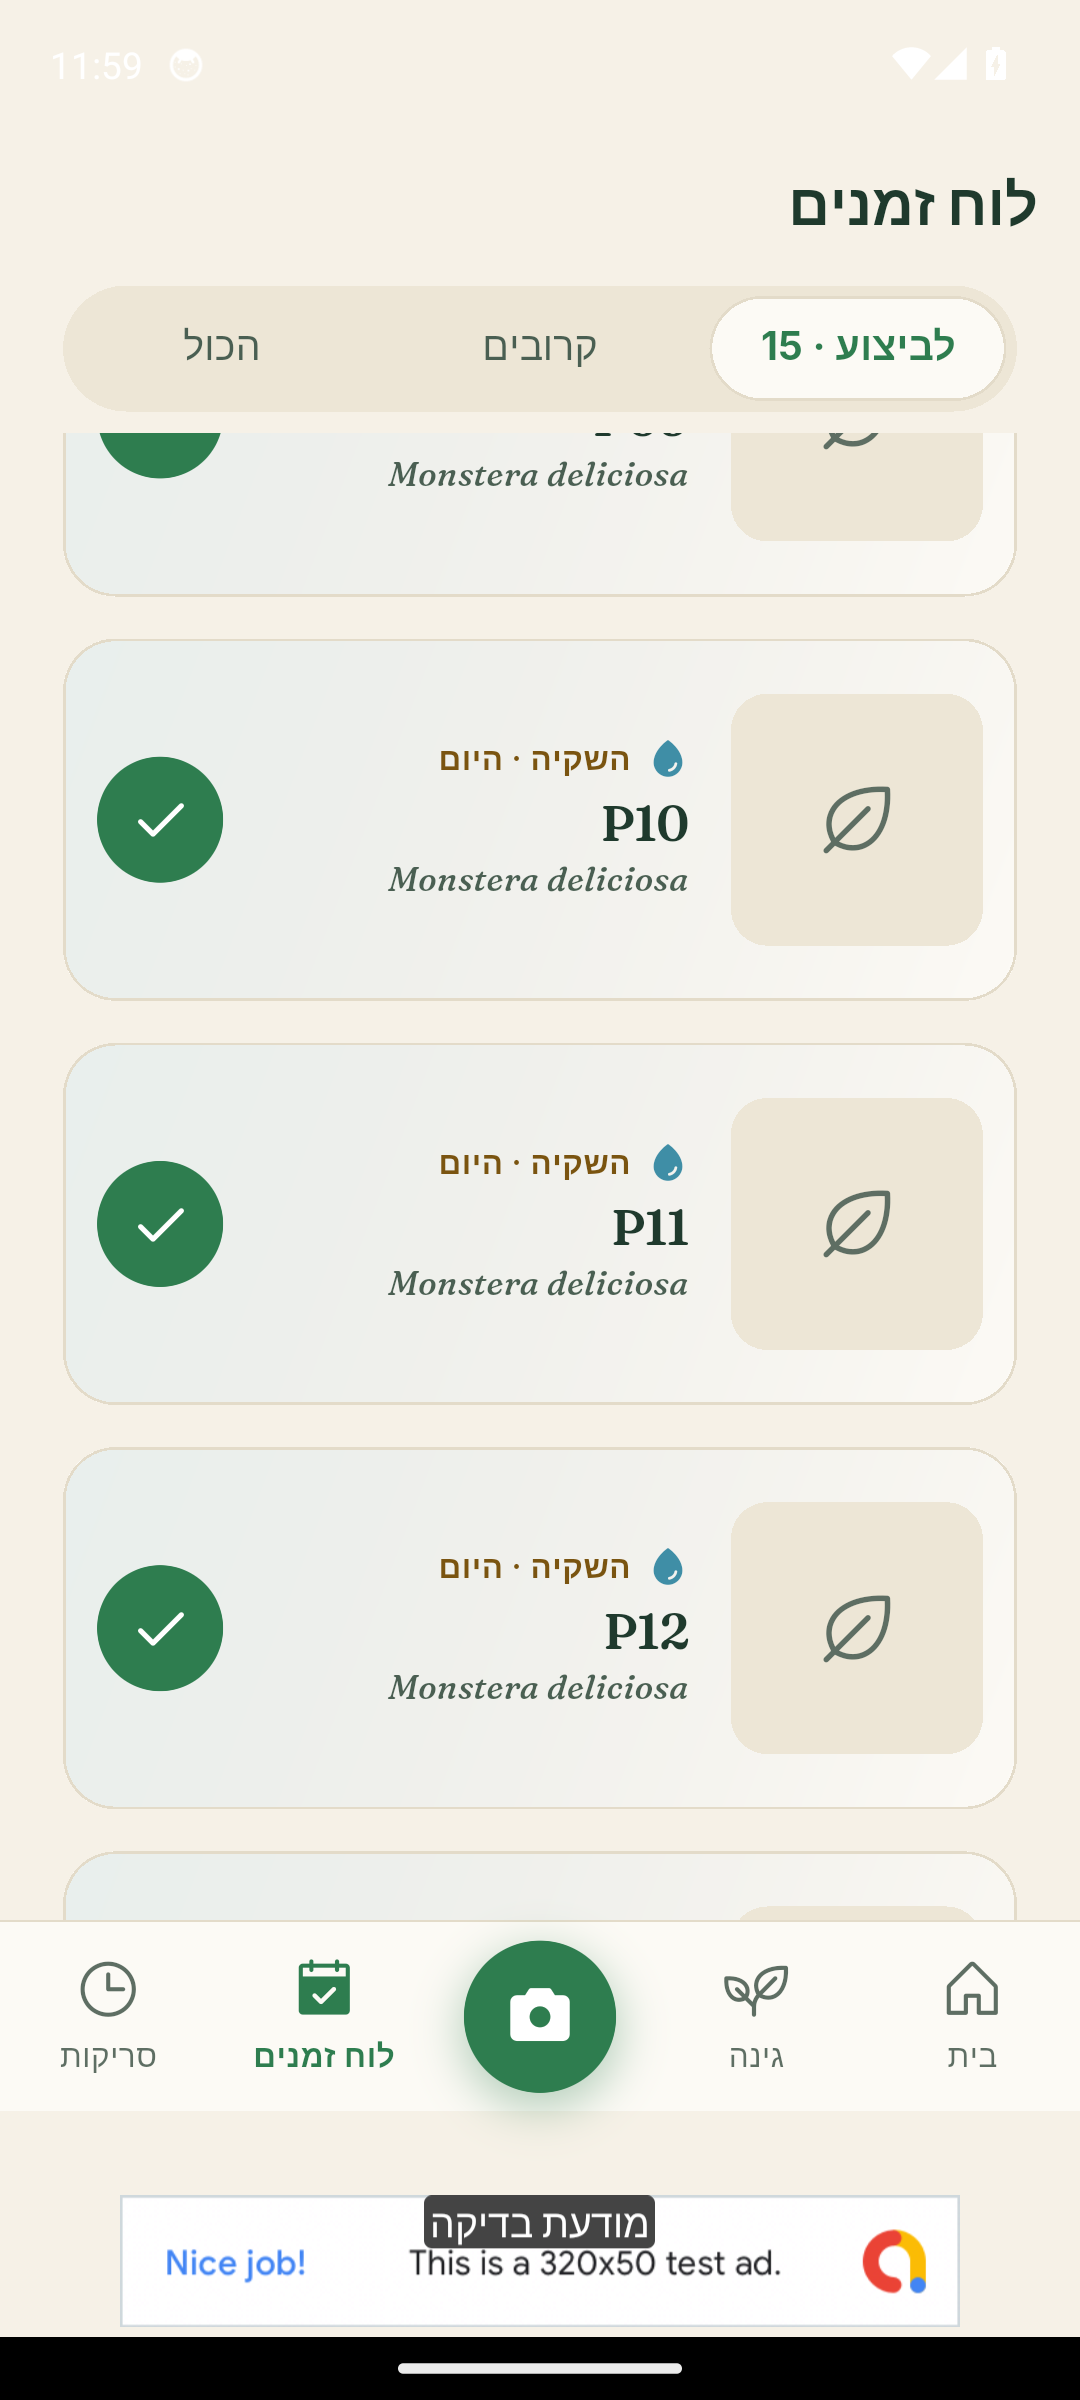 11:59
לוח זמנים
לביצוע · 15
קרובים
הכול
Monstera deliciosa
השקיה · היום
P10
Monstera deliciosa
השקיה · היום
P11
Monstera deliciosa
השקיה · היום
P12
Monstera deliciosa
בית
גינה
לוח זמנים
סריקות
מודעת בדיקה
Nice job!
This is a 320x50 test ad.